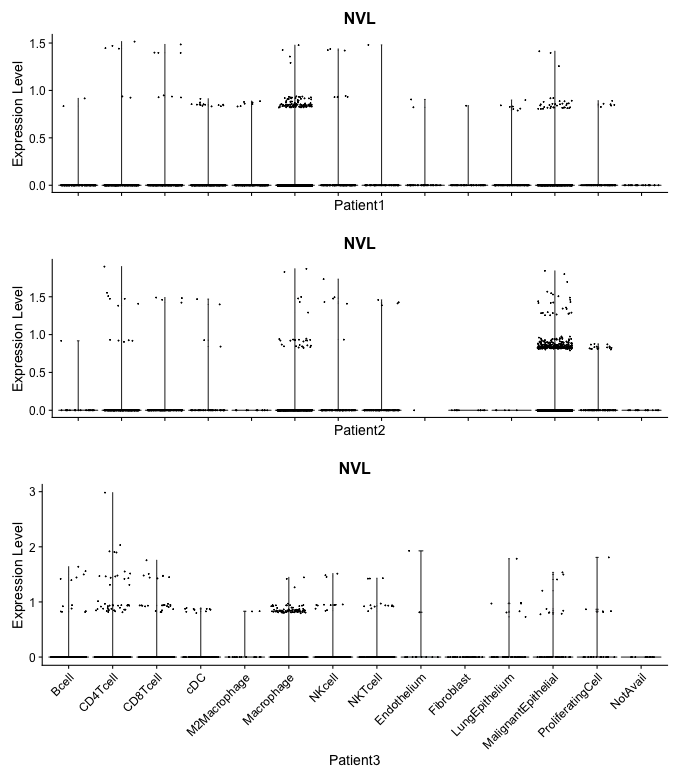 NVL
Expression Level
1.5
1.0
0.5
0.0
Patient1
NVL
Expression Level
1.5
1.0
0.5
0.0
Patient2
NVL
Expression Level
3
2
1
0
Bcell
CD4Tcell
CD8Tcell
cDC
M2Macrophage
Macrophage
NKcell
NKTcell
Endothelium
Fibroblast
LungEpithelium
MalignantEpithelial
ProliferatingCell
NotAvail
Patient3